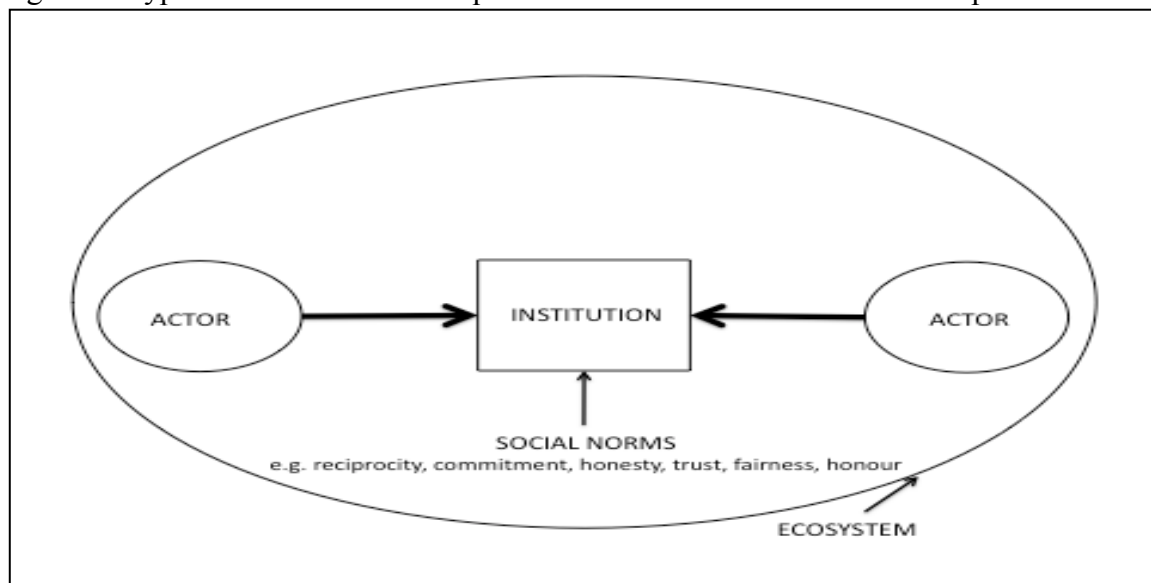 ACTOR INSTITUTION ACTOR
SOCIAL NORMS
e.g. reciprocity, commitment, honesty, trust, fairness, honour
ECOSYSTEM